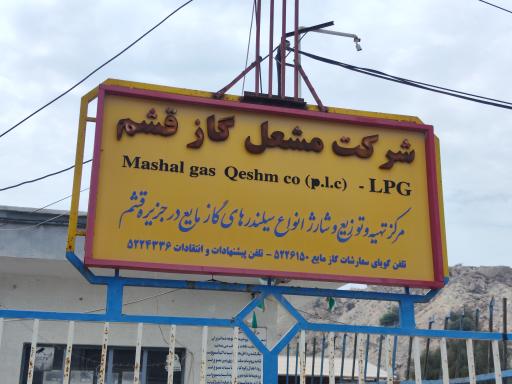 شرکت مشعل گاز قشم
Mashal gas Qeshm co (p.l.c) - LPG
مرکز تهیه و توزیع و شارژ انواع سیلندرهای گاز مایع در جزیره قشم
تلفن گویای سفارشات گاز مایع ۵۲۲۶۱۵۰ - تلفن پیشنهادات و انتقادات ۵۲۲۴۳۳۶